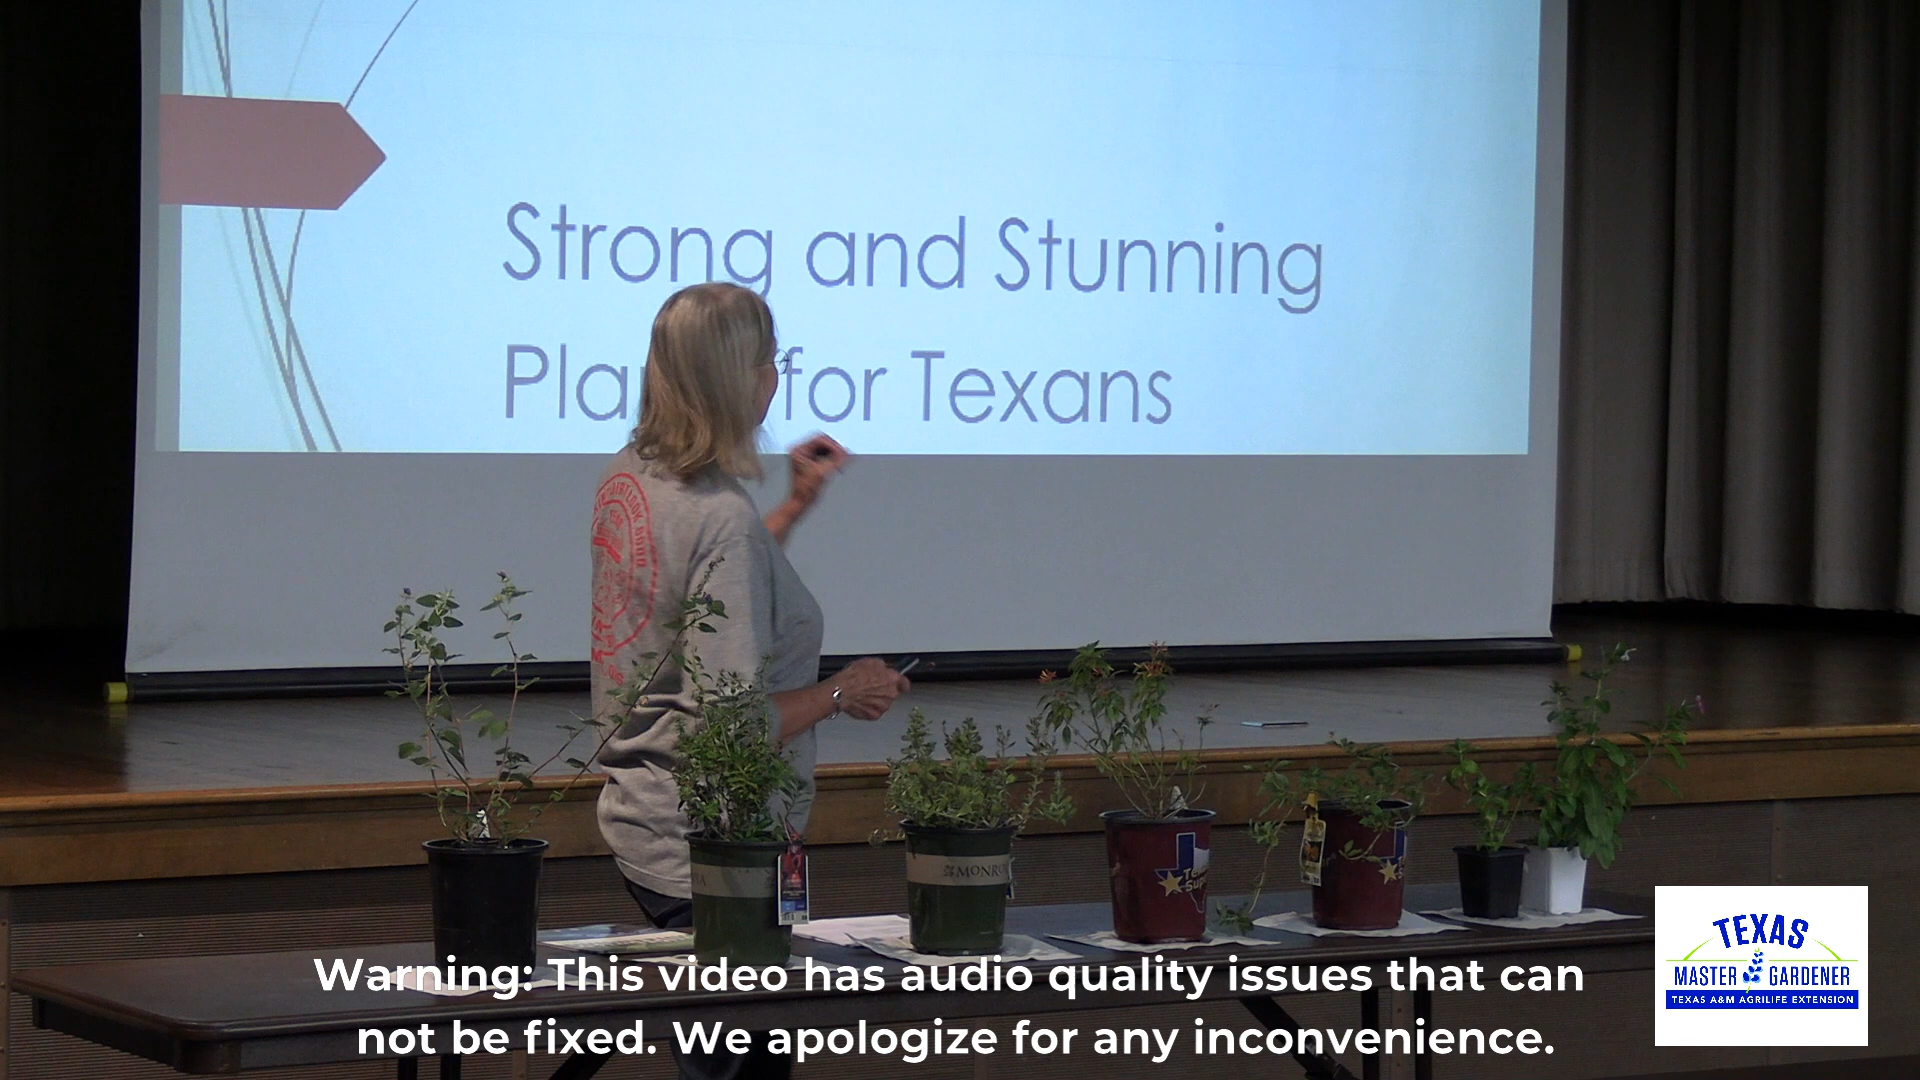 Strong and Stunning
for Texans
MONRO
TEXAS
MASTER GARDENER
TEXAS A&M AGRILIFE EXTENSION
Warning: This video has audio quality issues that can
not be fixed. We apologize for any inconvenience.